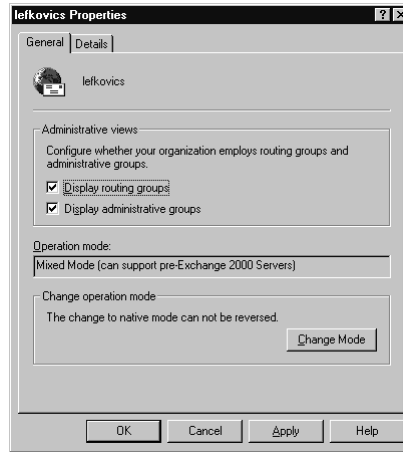 lefkovics Properties
General Details
lefkovics
Administrative views
Configure whether your organization employs routing groups and
administrative groups.
Display routing groups
Display administrative groups
Operation mode:
Mixed Mode (can support pre-Exchange 2000 Servers)
Change operation mode
The change to native mode can not be reversed.
Change Mode
OK Cancel Apply Help